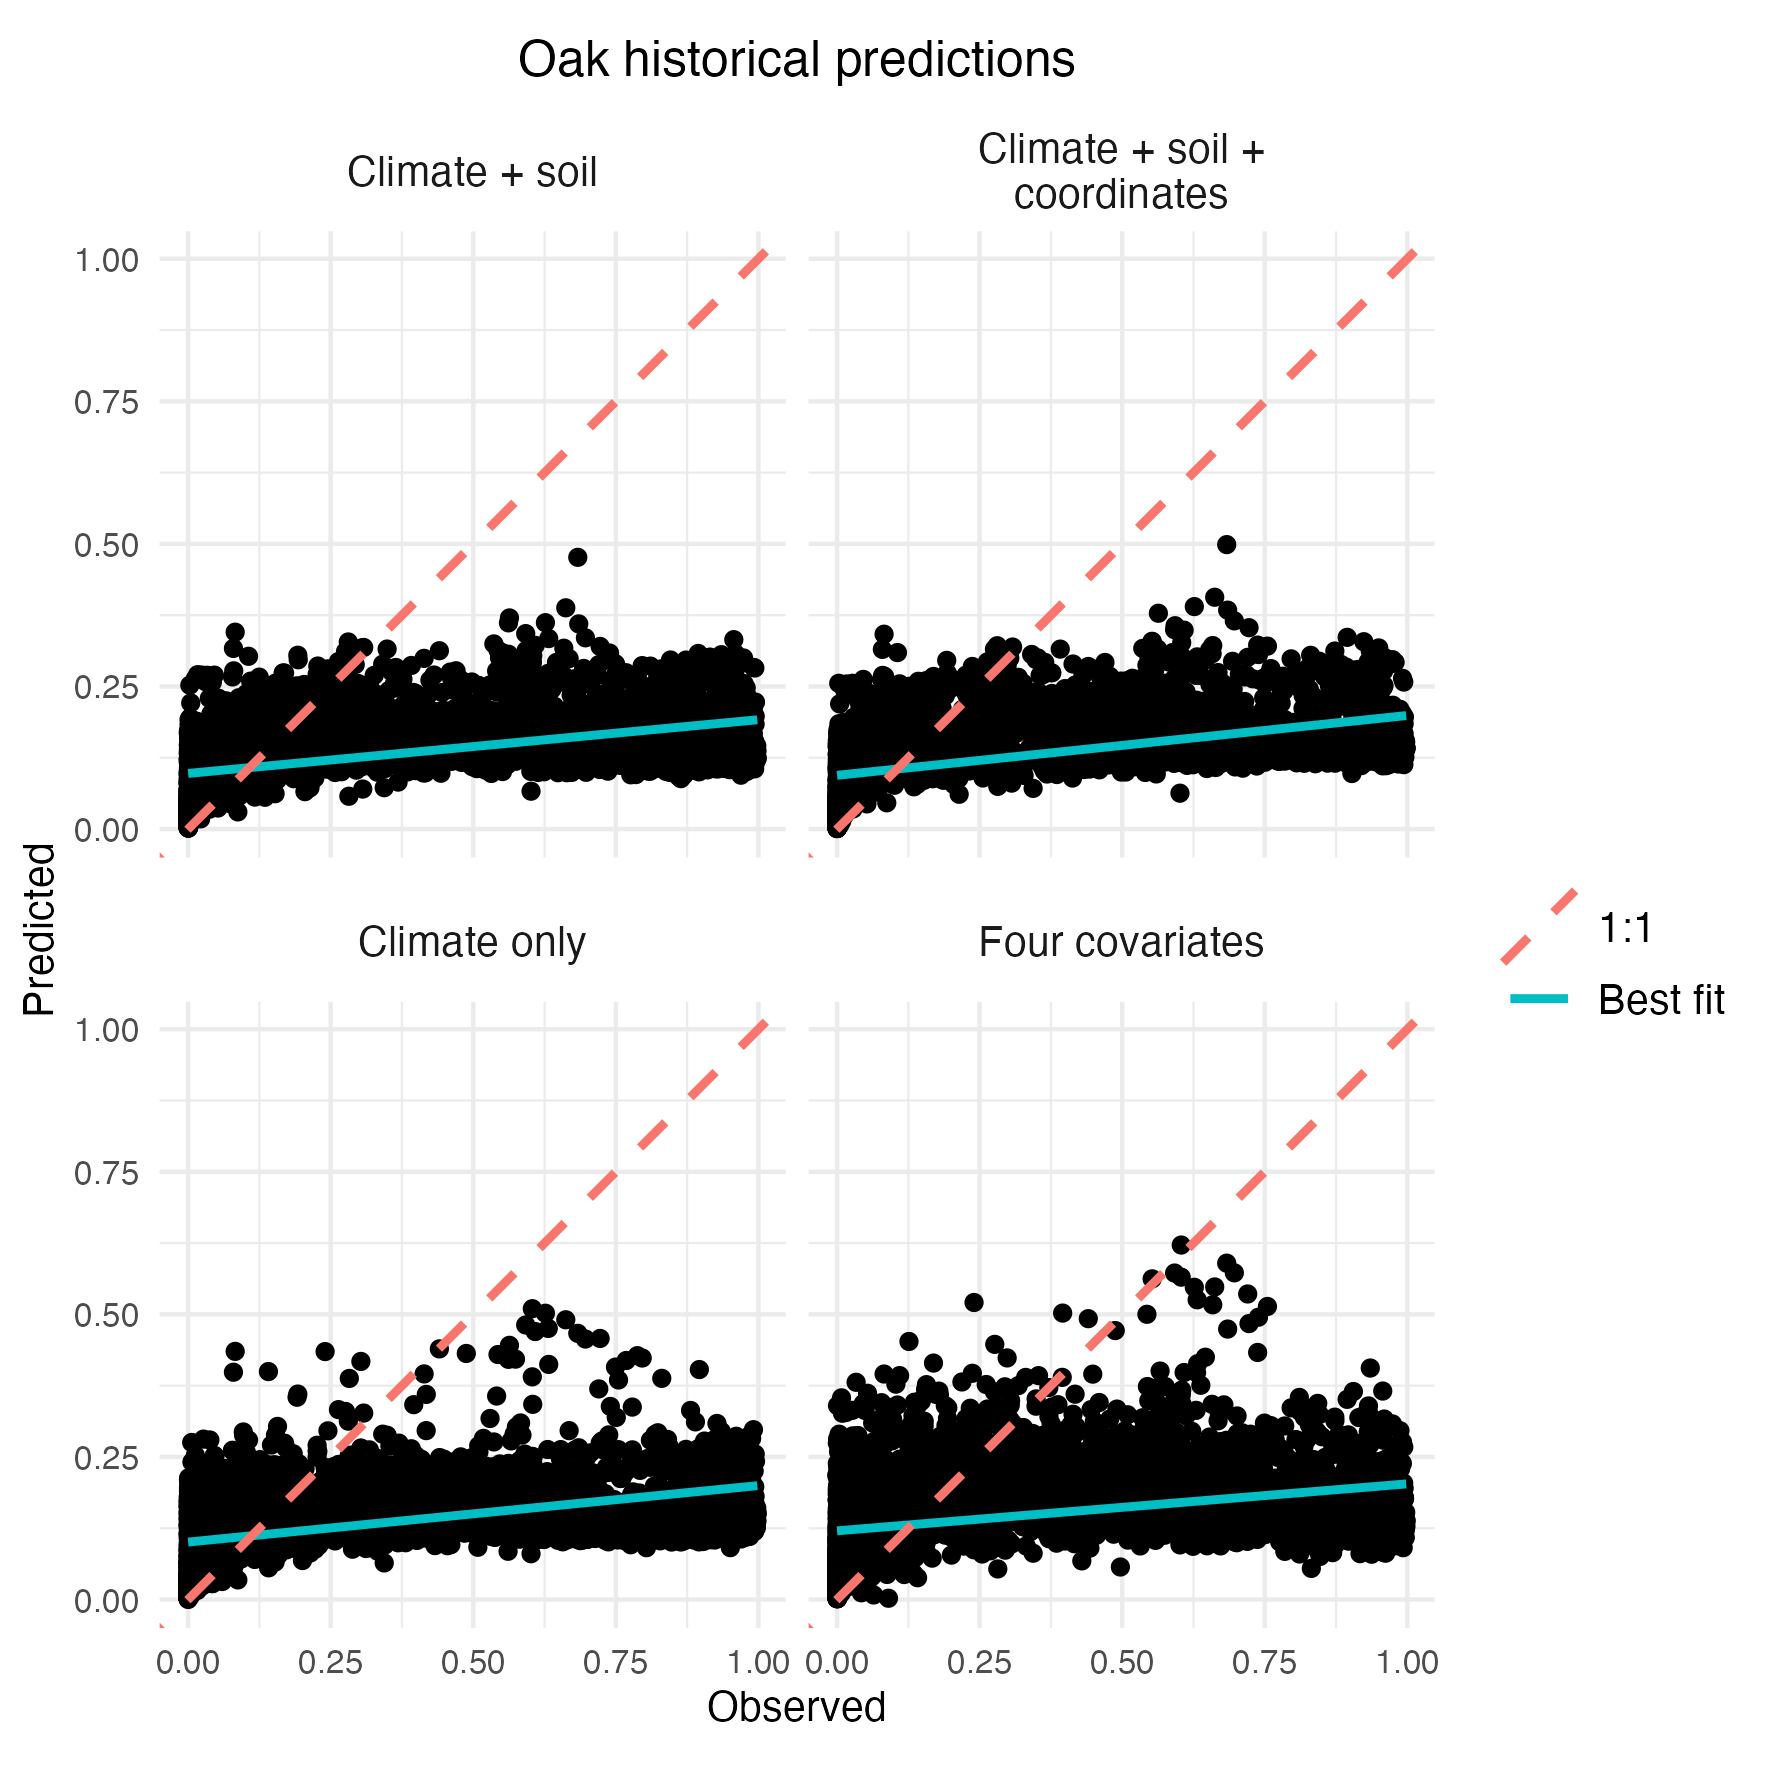 Oak historical predictions
Climate + soil
Climate + soil +
coordinates
1.00
0.75
0.50
0.25
0.00
Climate only
Four covariates
1.00
0.75
0.50
0.25
0.00
0.00 0.25 0.50 0.75 1.00 0.00 0.25 0.50 0.75 1.00
Observed
Predicted
1:1
Best fit